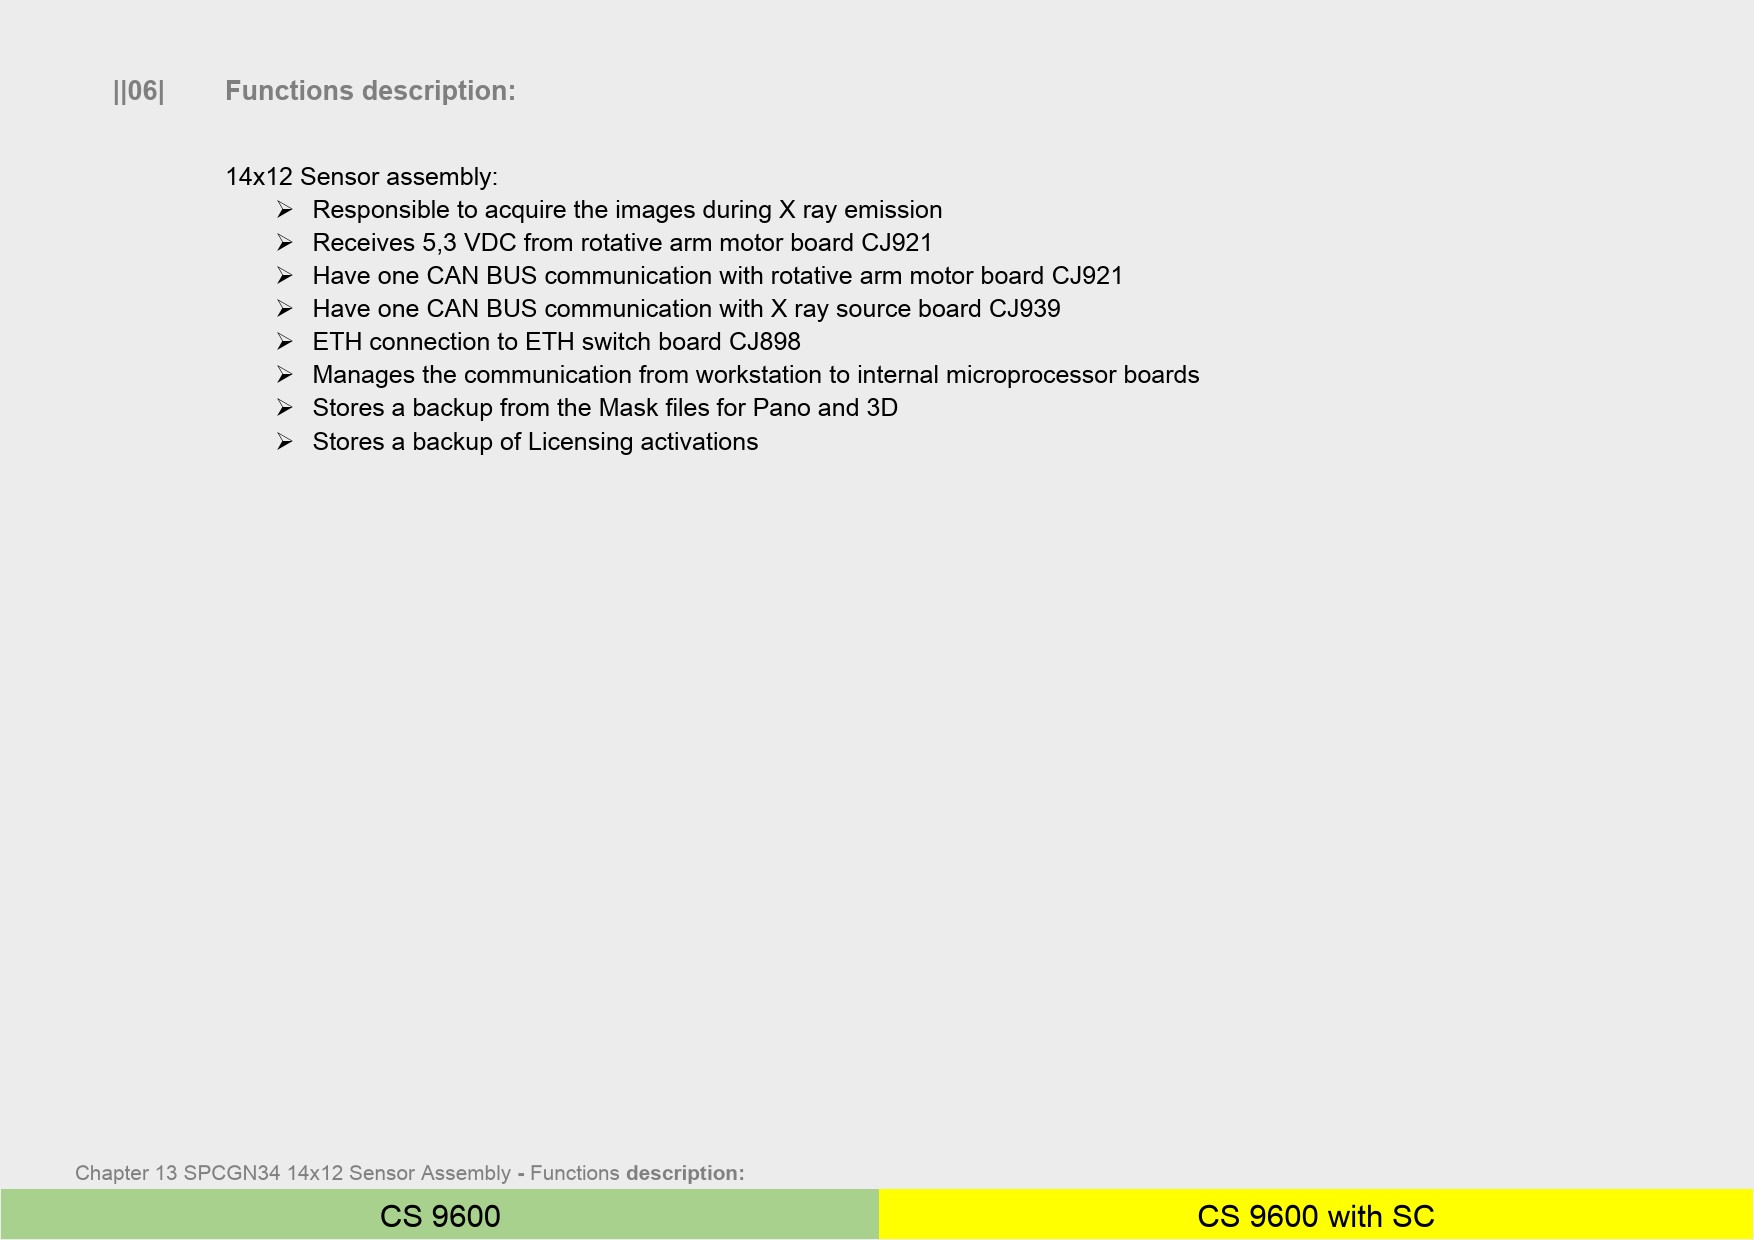 ||06| Functions description:
14x12 Sensor assembly:
➢ Responsible to acquire the images during X ray emission
➢ Receives 5,3 VDC from rotative arm motor board CJ921
➢ Have one CAN BUS communication with rotative arm motor board CJ921
➢ Have one CAN BUS communication with X ray source board CJ939
➢ ETH connection to ETH switch board CJ898
➢ Manages the communication from workstation to internal microprocessor boards
➢ Stores a backup from the Mask files for Pano and 3D
➢ Stores a backup of Licensing activations
Chapter 13 SPCGN34 14x12 Sensor Assembly - Functions description:
CS 9600 CS 9600 with SC